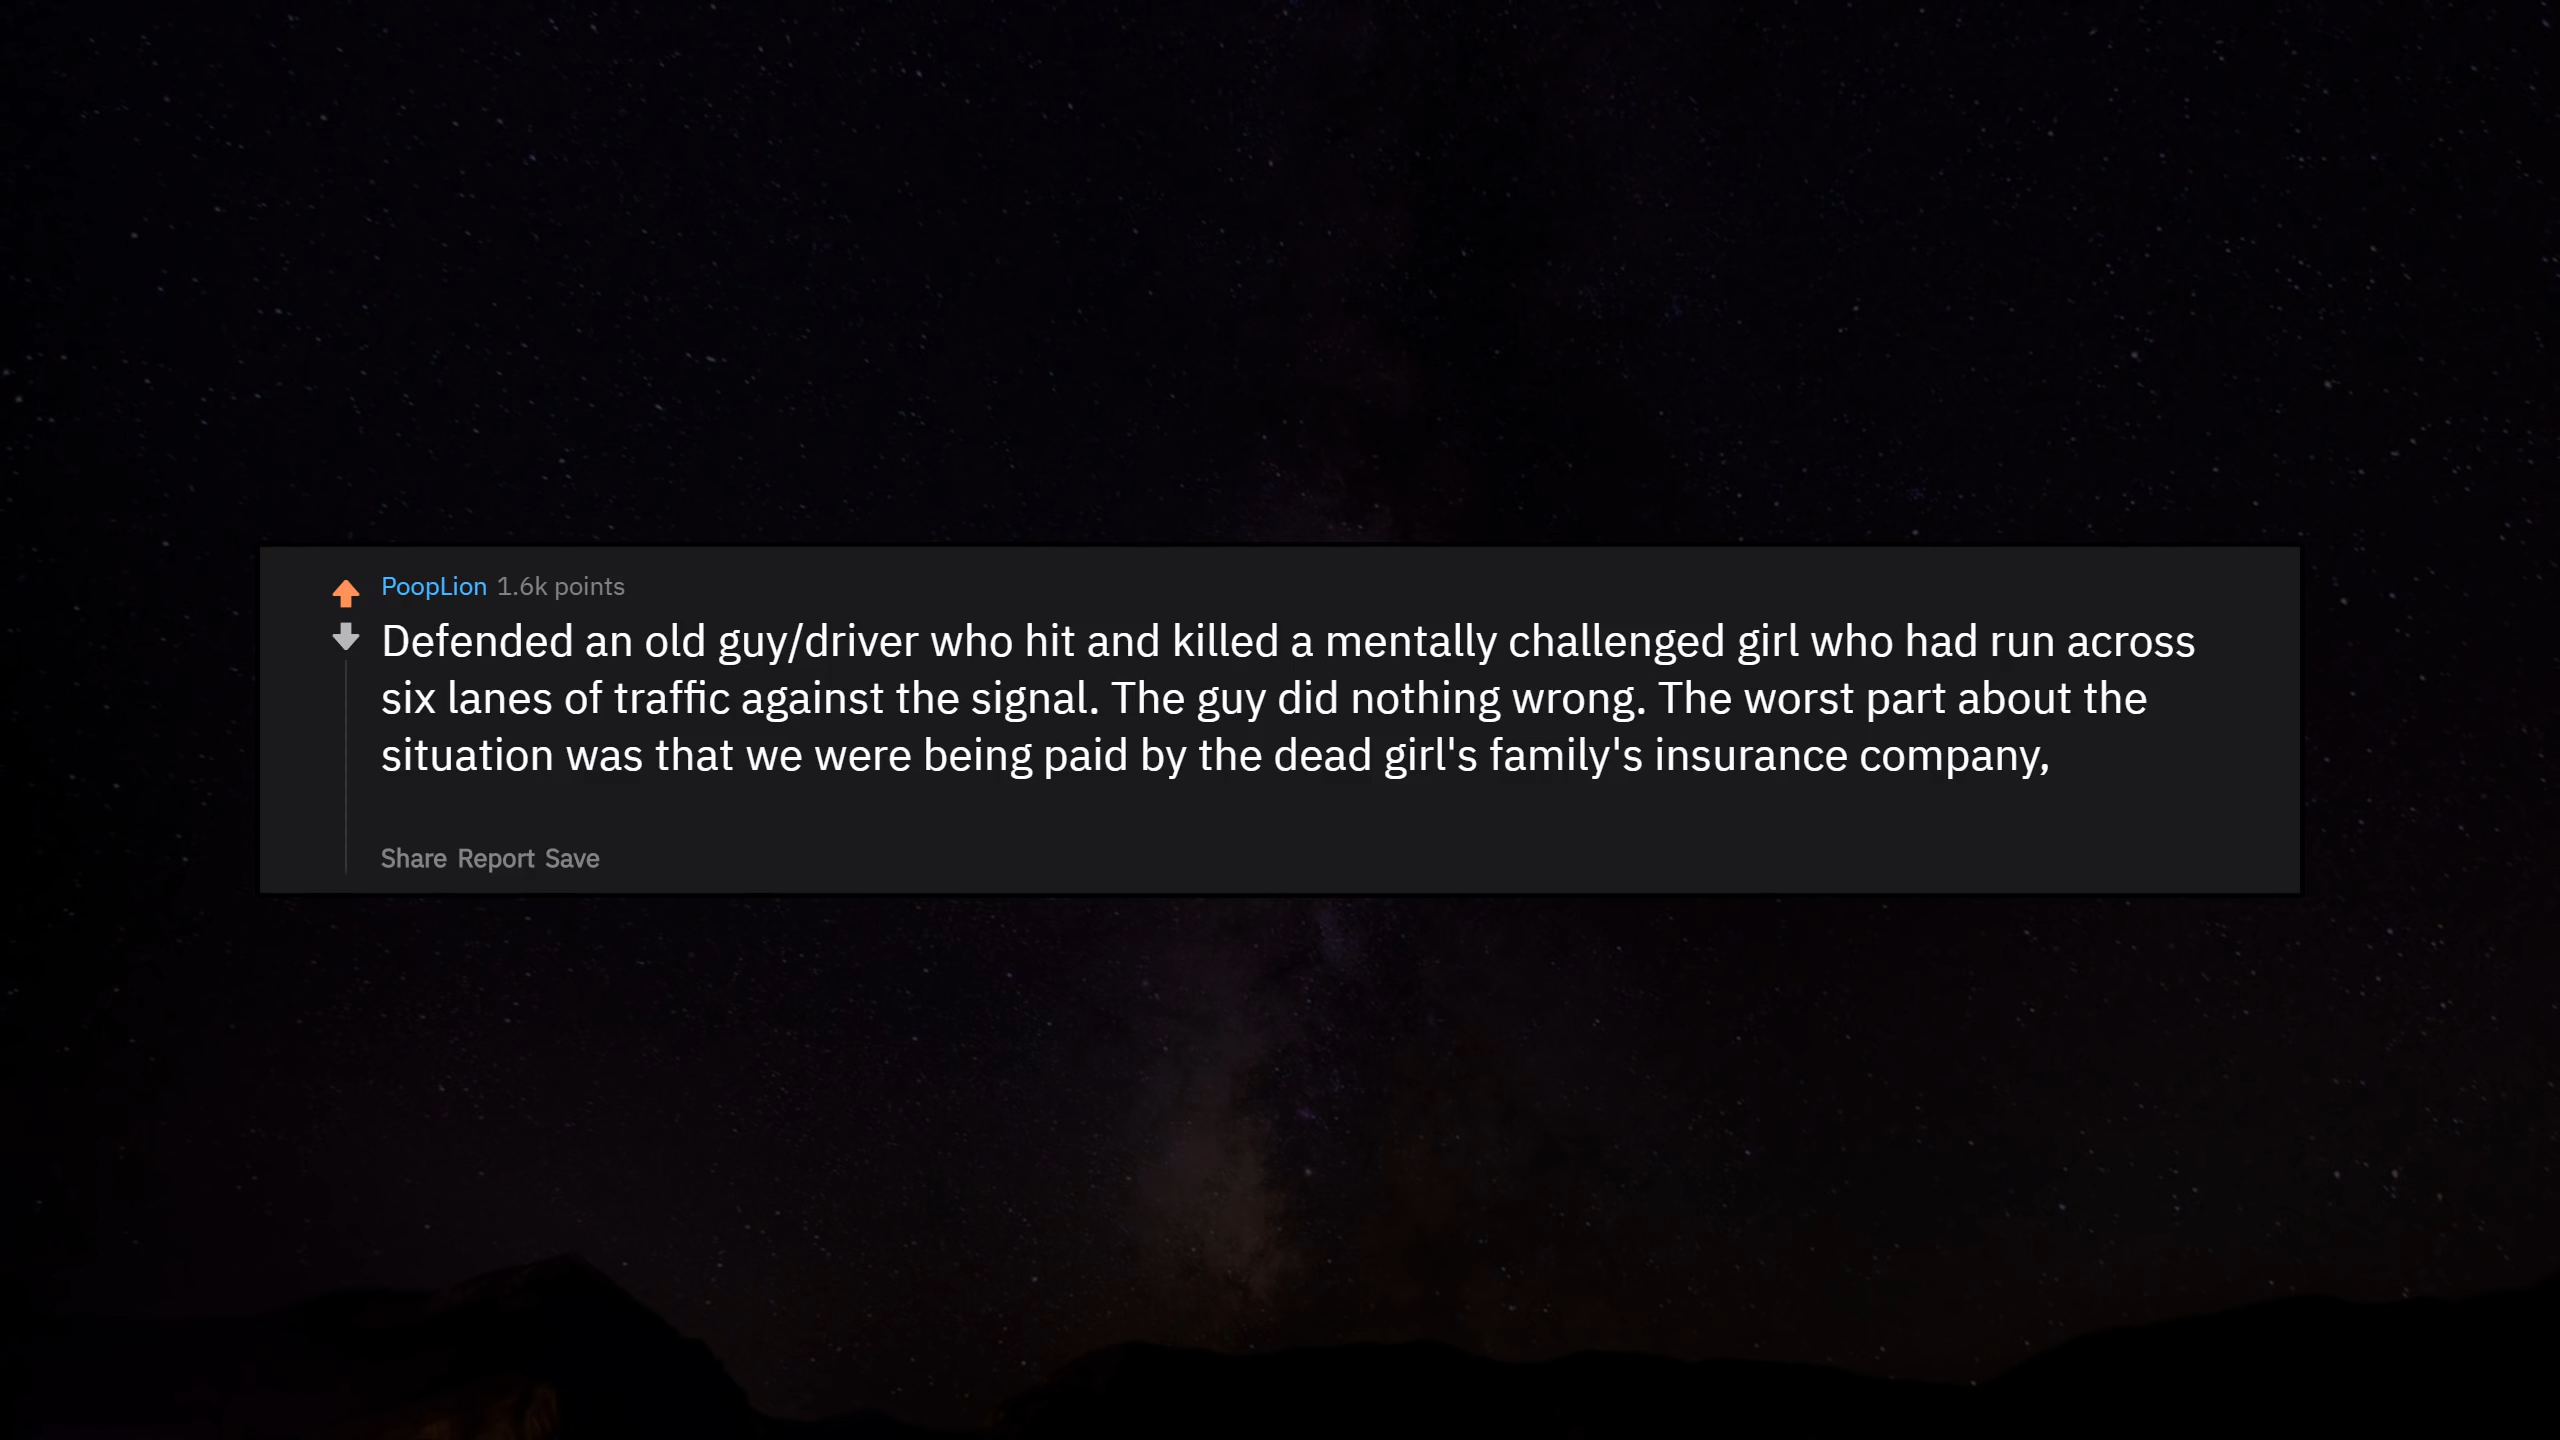 PoopLion 1.6k points
Defended an old guy/driver who hit and killed a mentally challenged girl who had run across
six lanes of traffic against the signal. The guy did nothing wrong. The worst part about the
situation was that we were being paid by the dead girl's family's insurance company,
Share Report Save